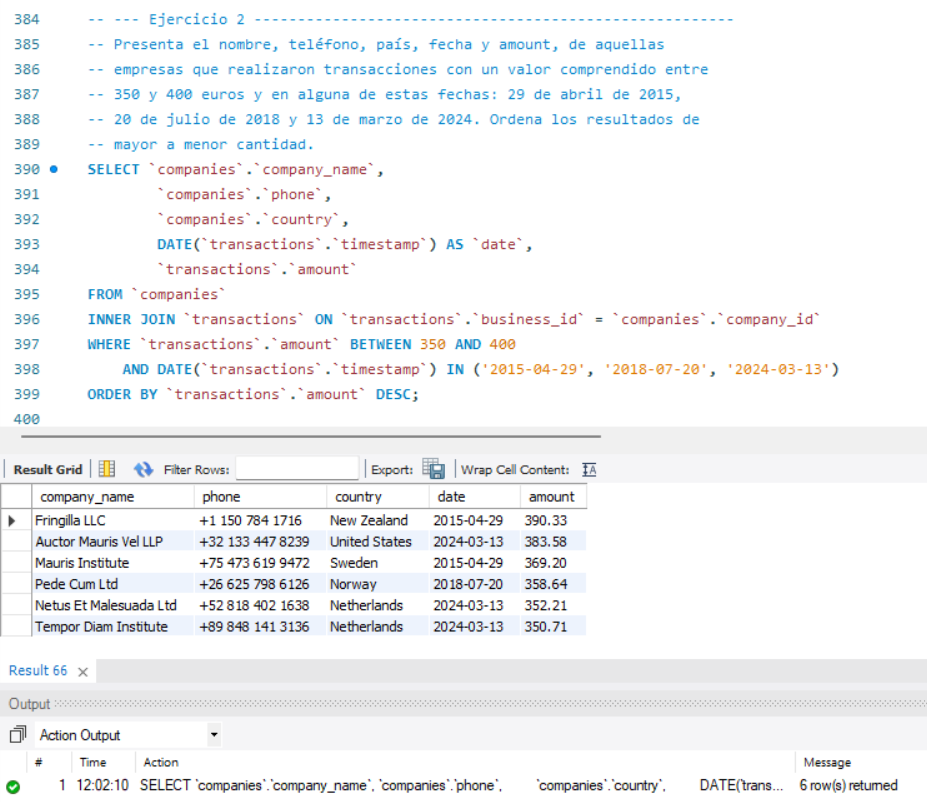 384 -- --- Ejercicio 2 --------------------------------------------------------
385 -- Presenta el nombre, teléfono, país, fecha y amount, de aquellas
386 -- empresas que realizaron transacciones con un valor comprendido entre
387 -- 350 y 400 euros y en alguna de estas fechas: 29 de abril de 2015,
388 -- 20 de julio de 2018 y 13 de marzo de 2024. Ordena los resultados de
389 -- mayor a menor cantidad.
390 SELECT `companies`.`company_name`,
391 `companies`.`phone`,
392 `companies`.`country`,
393 DATE(`transactions`.`timestamp`) AS `date`,
394 `transactions`.`amount`
395 FROM `companies`
396 INNER JOIN `transactions` ON `transactions`.`business_id` = `companies`.`company_id`
397 WHERE `transactions`.`amount` BETWEEN 350 AND 400
398 AND DATE(`transactions`.`timestamp`) IN ('2015-04-29', '2018-07-20', '2024-03-13')
399 ORDER BY `transactions`.`amount` DESC;
400
Result Grid Filter Rows: Export: Wrap Cell Content: IA
company_name phone country date amount
Fringilla LLC +1 150 784 1716 New Zealand 2015-04-29 390.33
Auctor Mauris Vel LLP +32 133 447 8239 United States 2024-03-13 383.58
Mauris Institute +75 473 619 9472 Sweden 2015-04-29 369.20
Pede Cum Ltd +26 625 798 6126 Norway 2018-07-20 358.64
Netus Et Malesuada Ltd +52 818 402 1638 Netherlands 2024-03-13 352.21
Tempor Diam Institute +89 848 141 3136 Netherlands 2024-03-13 350.71
Result 66
Output
Action Output
# Time Action Message
1 12:02:10 SELECT `companies`.`company_name`, `companies`.`phone`, `companies`.`country`, DATE(`trans... 6 row(s) returned